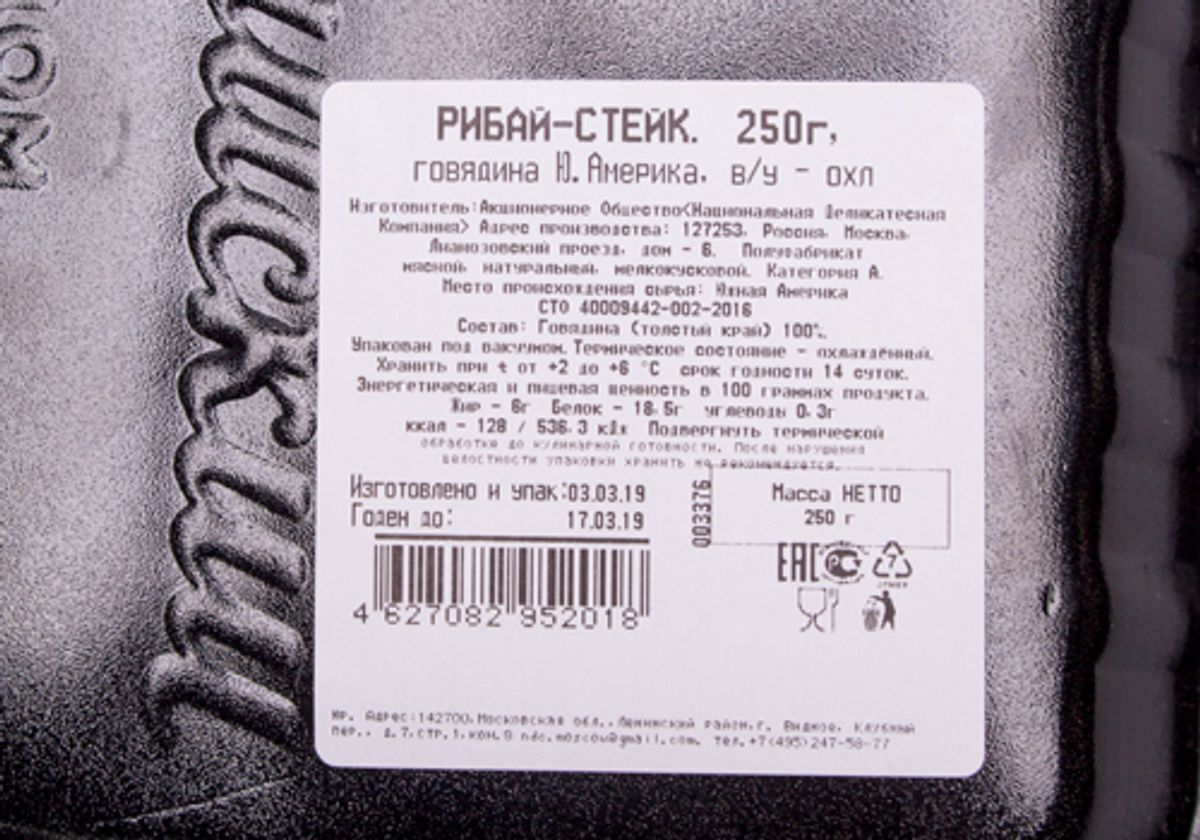 РИБАЙ-СТЕЙК. 250г,
говядина Ю.Америка. в/у - охл
Изготовитель:Акционерное Общество<Национальная Деликатесная
Компания> Адрес производства: 127253. Россия. Москва.
Лианозовский проезд. дом - 6. Полуфабрикат
мясной. натуральный. мелкокусковой. Категория А.
Место происхождения сырья: Южная Америка
СТО 40009442-002-2016
Состав: Говядина (толстый край) 100%.
Упакован под вакуумом.Термическое состояние - охлаждённый.
Хранить при t от +2 до +6 °C срок годности 14 суток.
Энергетическая и пищевая ценность в 100 граммах продукта.
Жир - 6г Белок - 18.5г углеводы 0.3г
ккал - 128 / 536.3 кДж Подвергнуть термической
обработке до кулинарной готовности. После нарушения
целостности упаковки хранить не рекомендуется.
Изготовлено и упак:03.03.19
Годен до: 17.03.19
003376
Масса НЕТТО
250 г
EAC
7
4 627082 952018
Юр. Адрес:142700.Московская обл..Ленинский район.г. Видное. Клубный
пер.. д.7.стр.1.ком.9 ndc.moscow@gmail.com. Тел.+7(495)247-58-77